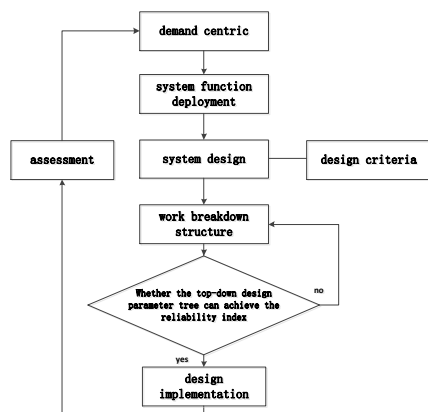 demand centric
system function
deployment
assessment
system design
design criteria
work breakdown
structure
Whether the top-down design
parameter tree can achieve the
reliability index
no
yes
design
implementation